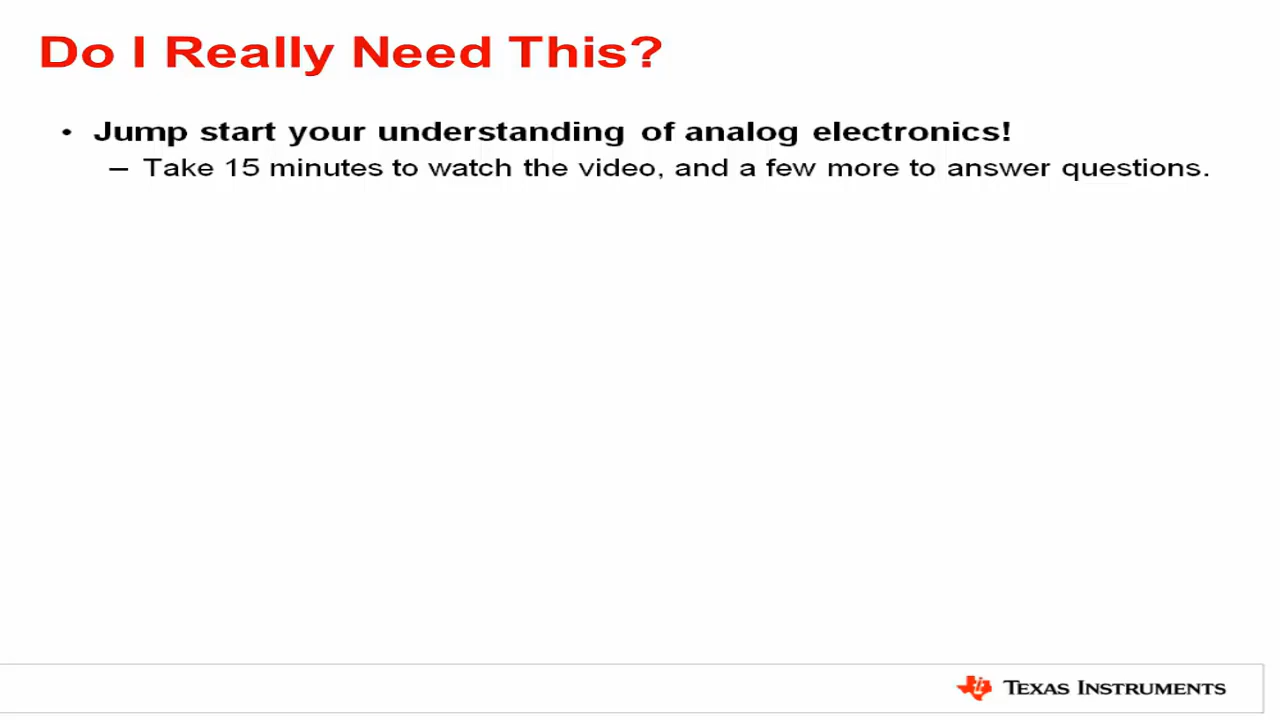 Do I Really Need This?
• Jump start your understanding of analog electronics!
– Take 15 minutes to watch the video, and a few more to answer questions.
Texas Instruments